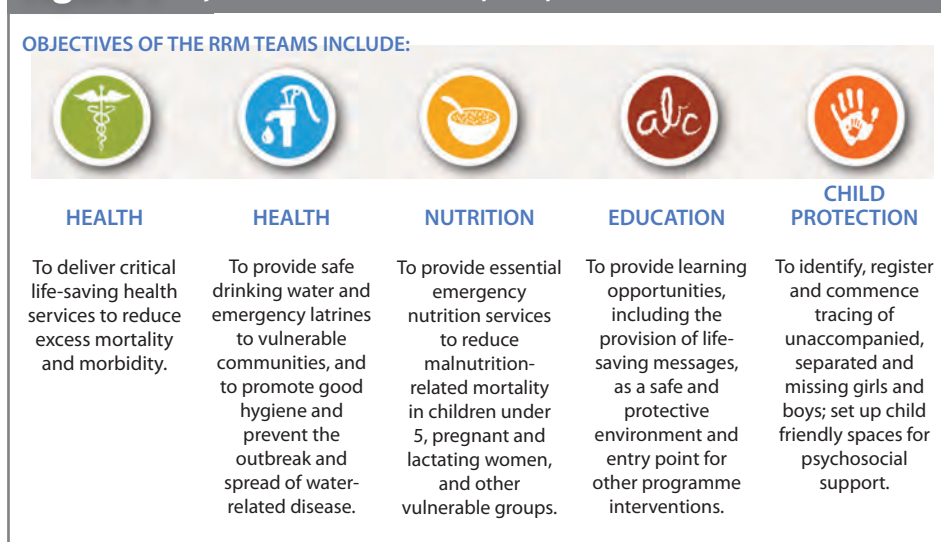 OBJECTIVES OF THE RRM TEAMS INCLUDE:
abc
HEALTH
To deliver critical
life-saving health
services to reduce
excess mortality
and morbidity.
HEALTH
To provide safe
drinking water and
emergency latrines
to vulnerable
communities, and
to promote good
hygiene and
prevent the
outbreak and
spread of water-
related disease.
NUTRITION
To provide essential
emergency
nutrition services
to reduce
malnutrition-
related mortality
in children under
5, pregnant and
lactating women,
and other
vulnerable groups.
EDUCATION
To provide learning
opportunities,
including the
provision of life-
saving messages,
as a safe and
protective
environment and
entry point for
other programme
interventions.
CHILD
PROTECTION
To identify, register
and commence
tracing of
unaccompanied,
separated and
missing girls and
boys; set up child
friendly spaces for
psychosocial
support.